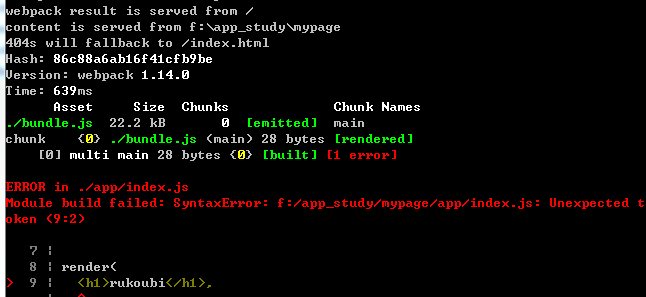 webpack result is served from /
content is served from f:\app_study\mypage
404s will fallback to /index.html
Hash: 86c88a6ab16f41cfb9be
Version: webpack 1.14.0
Time: 639ms
Asset Size Chunks Chunk Names
./bundle.js 22.2 kB 0 [emitted] main
chunk {0} ./bundle.js (main) 28 bytes [rendered]
[0] multi main 28 bytes {0} [built] [1 error]
ERROR in ./app/index.js
Module build failed: SyntaxError: f:/app_study/mypage/app/index.js: Unexpected t
oken (9:2)
7 |
8 | render(
> 9 | <h1>rukoubi</h1>,
| ^